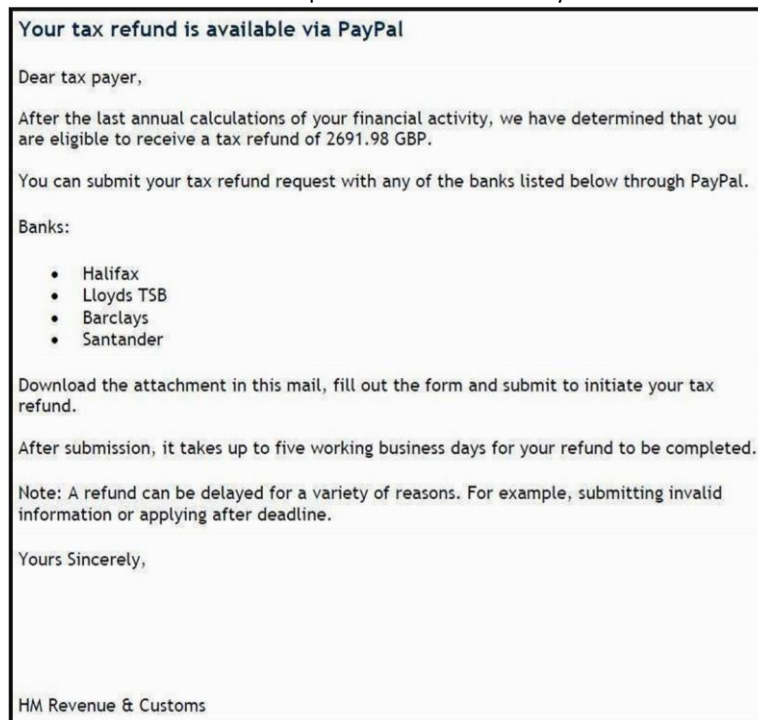 Your tax refund is available via PayPal
Dear tax payer,
After the last annual calculations of your financial activity, we have determined that you
are eligible to receive a tax refund of 2691.98 GBP.
You can submit your tax refund request with any of the banks listed below through PayPal.
Banks:
• Halifax
• Lloyds TSB
• Barclays
• Santander
Download the attachment in this mail, fill out the form and submit to initiate your tax
refund.
After submission, it takes up to five working business days for your refund to be completed.
Note: A refund can be delayed for a variety of reasons. For example, submitting invalid
information or applying after deadline.
Yours Sincerely,
HM Revenue & Customs